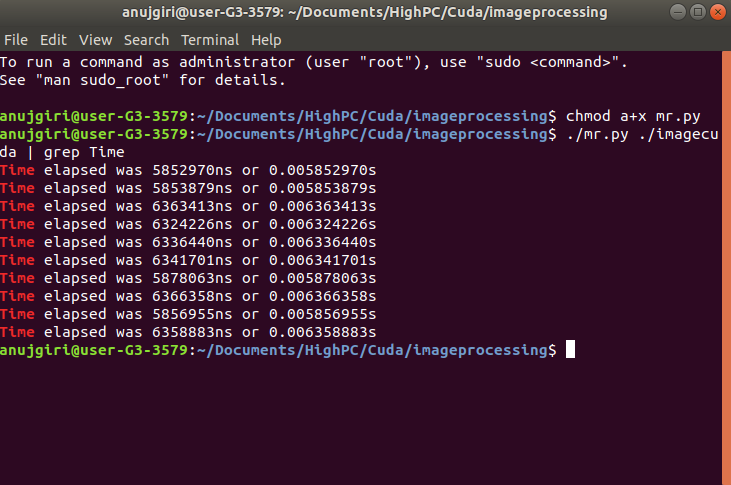 anujgiri@user-G3-3579: ~/Documents/HighPC/Cuda/imageprocessing
File Edit View Search Terminal Help
To run a command as administrator (user "root"), use "sudo <command>".
See "man sudo_root" for details.
anujgiri@user-G3-3579:~/Documents/HighPC/Cuda/imageprocessing$ chmod a+x mr.py
anujgiri@user-G3-3579:~/Documents/HighPC/Cuda/imageprocessing$ ./mr.py ./imagecu
da | grep Time
Time elapsed was 5852970ns or 0.005852970s
Time elapsed was 5853879ns or 0.005853879s
Time elapsed was 6363413ns or 0.006363413s
Time elapsed was 6324226ns or 0.006324226s
Time elapsed was 6336440ns or 0.006336440s
Time elapsed was 6341701ns or 0.006341701s
Time elapsed was 5878063ns or 0.005878063s
Time elapsed was 6366358ns or 0.006366358s
Time elapsed was 5856955ns or 0.005856955s
Time elapsed was 6358883ns or 0.006358883s
anujgiri@user-G3-3579:~/Documents/HighPC/Cuda/imageprocessing$